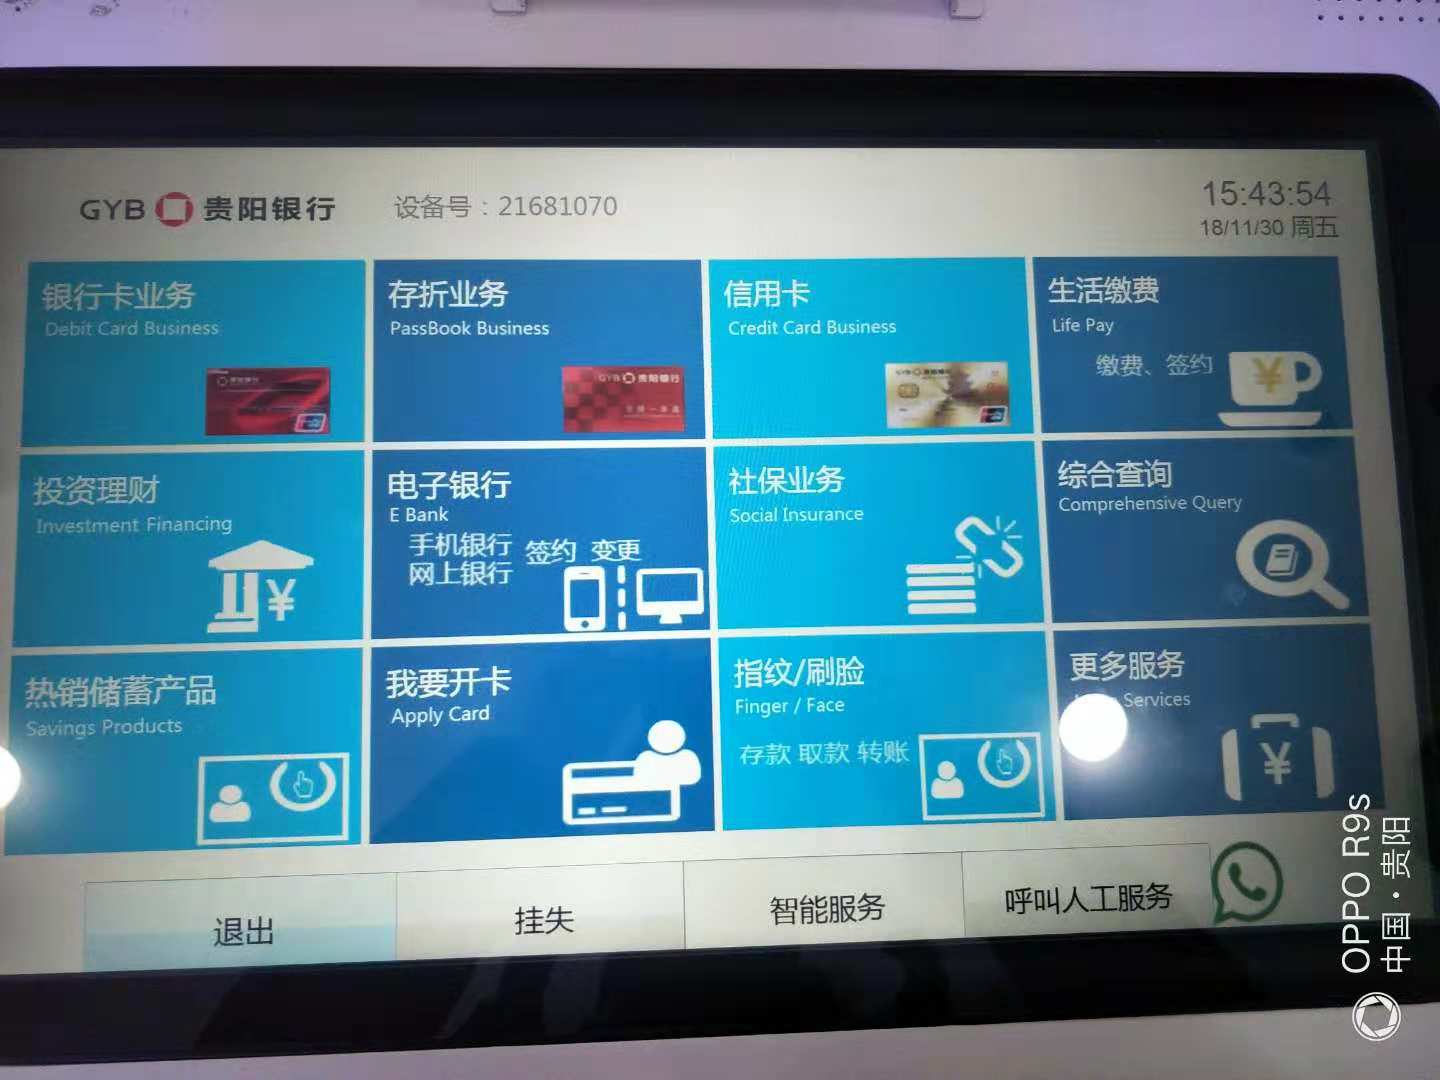 GYB 贵阳银行 设备号：21681070
15:43:54
18/11/30 周五
银行卡业务
Debit Card Business
存折业务
PassBook Business
GYB 贵阳银行
信用卡
Credit Card Business
生活缴费
Life Pay
缴费、签约
¥
投资理财
Investment Financing
¥
电子银行
E Bank
手机银行
网上银行
签约 变更
社保业务
Social Insurance
综合查询
Comprehensive Query
热销储蓄产品
Savings Products
我要开卡
Apply Card
指纹/刷脸
Finger / Face
存款 取款 转账
更多服务
Services
¥
退出
挂失
智能服务
呼叫人工服务
OPPO R9s
中国·贵阳